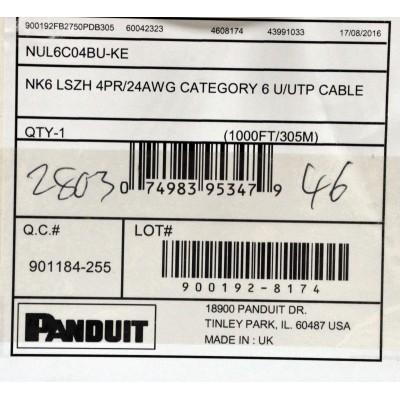 900192FB2750PDB305 60042323 4608174 43991033 17/08/2016
NUL6C04BU-KE
NK6 LSZH 4PR/24AWG CATEGORY 6 U/UTP CABLE
QTY-1 (1000FT/305M)
2803 0 74983 95347 9 46
Q.C.# LOT#
901184-255
900192-8174
PANDUIT
18900 PANDUIT DR.
TINLEY PARK, IL. 60487 USA
MADE IN : UK